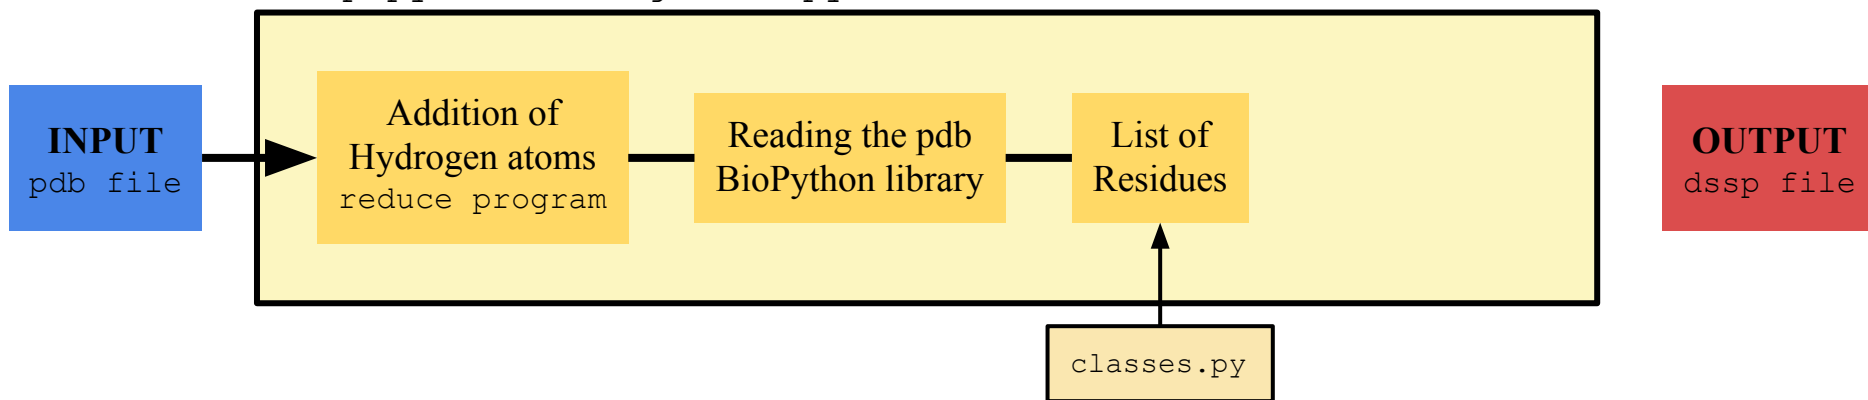 INPUT
pdb file
Addition of
Hydrogen atoms
reduce program
Reading the pdb
BioPython library
List of
Residues
OUTPUT
dssp file
classes.py